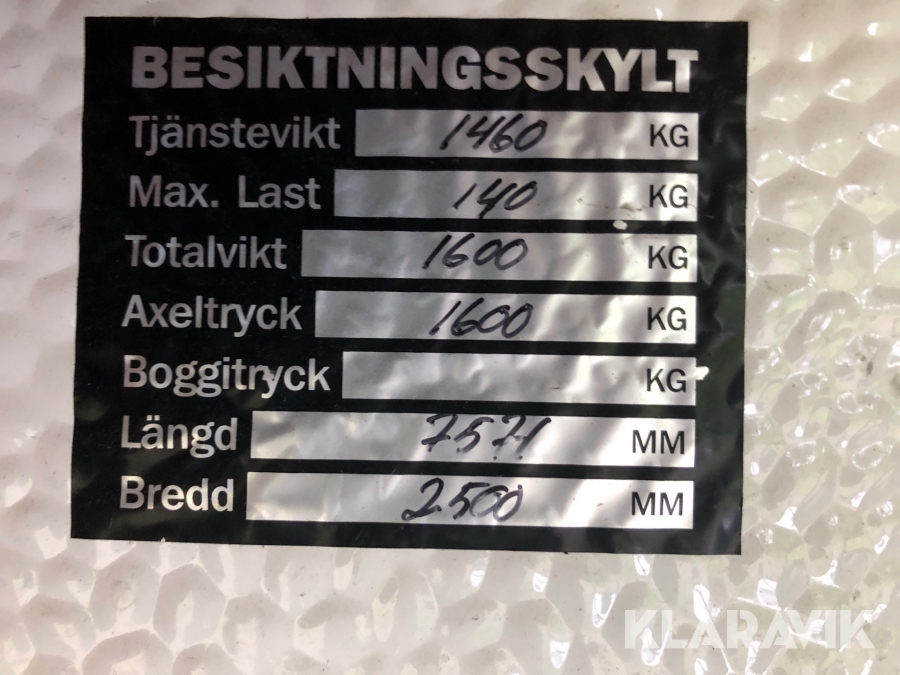 BESIKTNINGSSKYLT
Tjänstevikt 1460 KG
Max. Last 140 KG
Totalvikt 1600 KG
Axeltryck 1600 KG
Boggitryck KG
Längd 7571 MM
Bredd 2500 MM
KLARAVIK